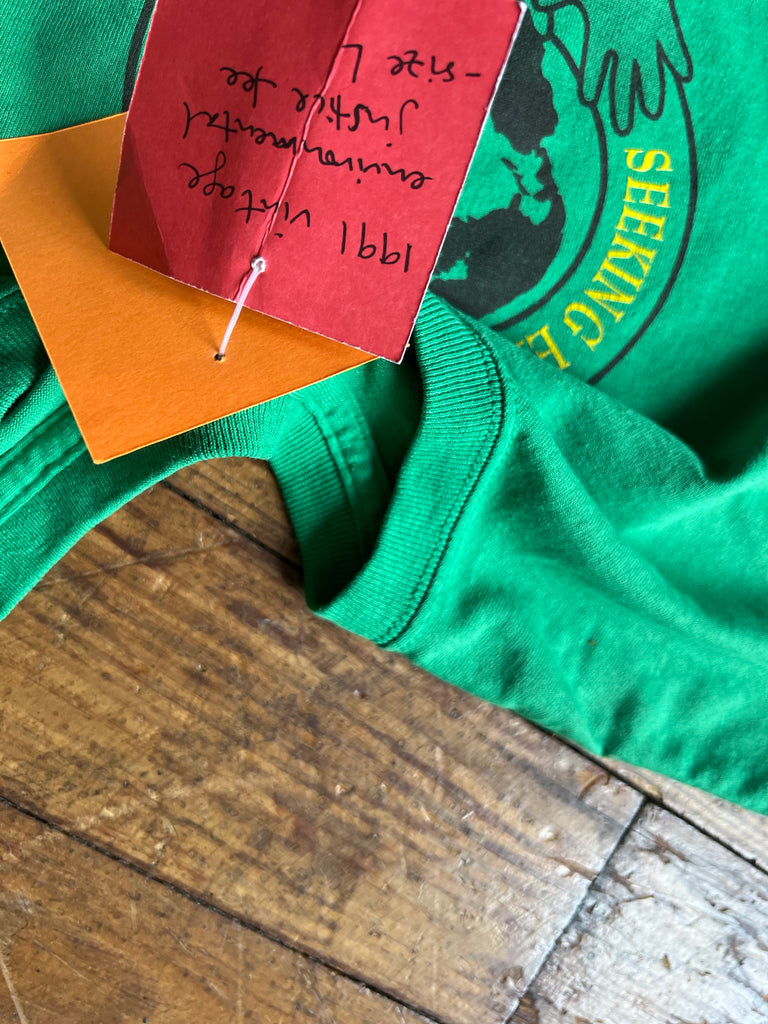 1991 vintage
environmental
justice tee
- size L
SEEKING